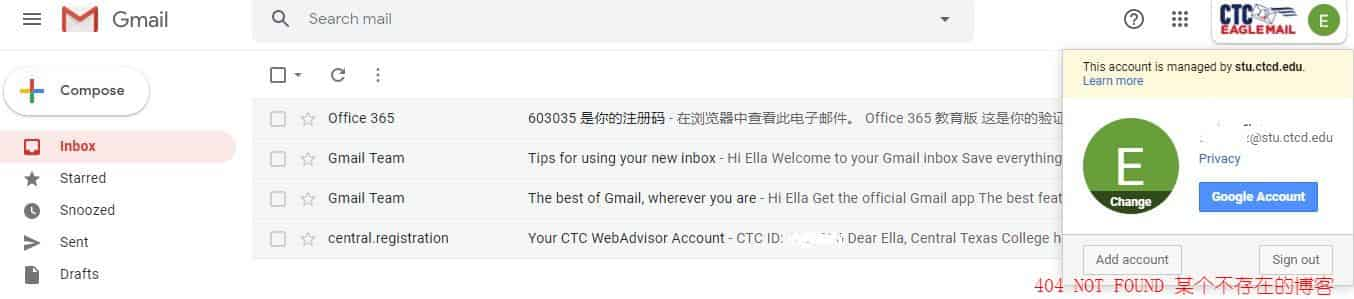 Gmail
Search mail
CTC
EAGLEMAIL
E
This account is managed by stu.ctcd.edu.
Learn more
Compose
Office 365 603035 是你的注册码 - 在浏览器中查看此电子邮件。 Office 365 教育版 这是你的验证
Inbox
E
Change
@stu.ctcd.edu
Gmail Team Tips for using your new inbox - Hi Ella Welcome to your Gmail inbox Save everything
Privacy
Starred
Gmail Team The best of Gmail, wherever you are - Hi Ella Get the official Gmail app The best
Google Account
Snoozed
central.registration Your CTC WebAdvisor Account - CTC ID: Dear Ella, Central Texas College
Sent
Add account Sign out
Drafts
404 NOT FOUND 某个不存在的博客